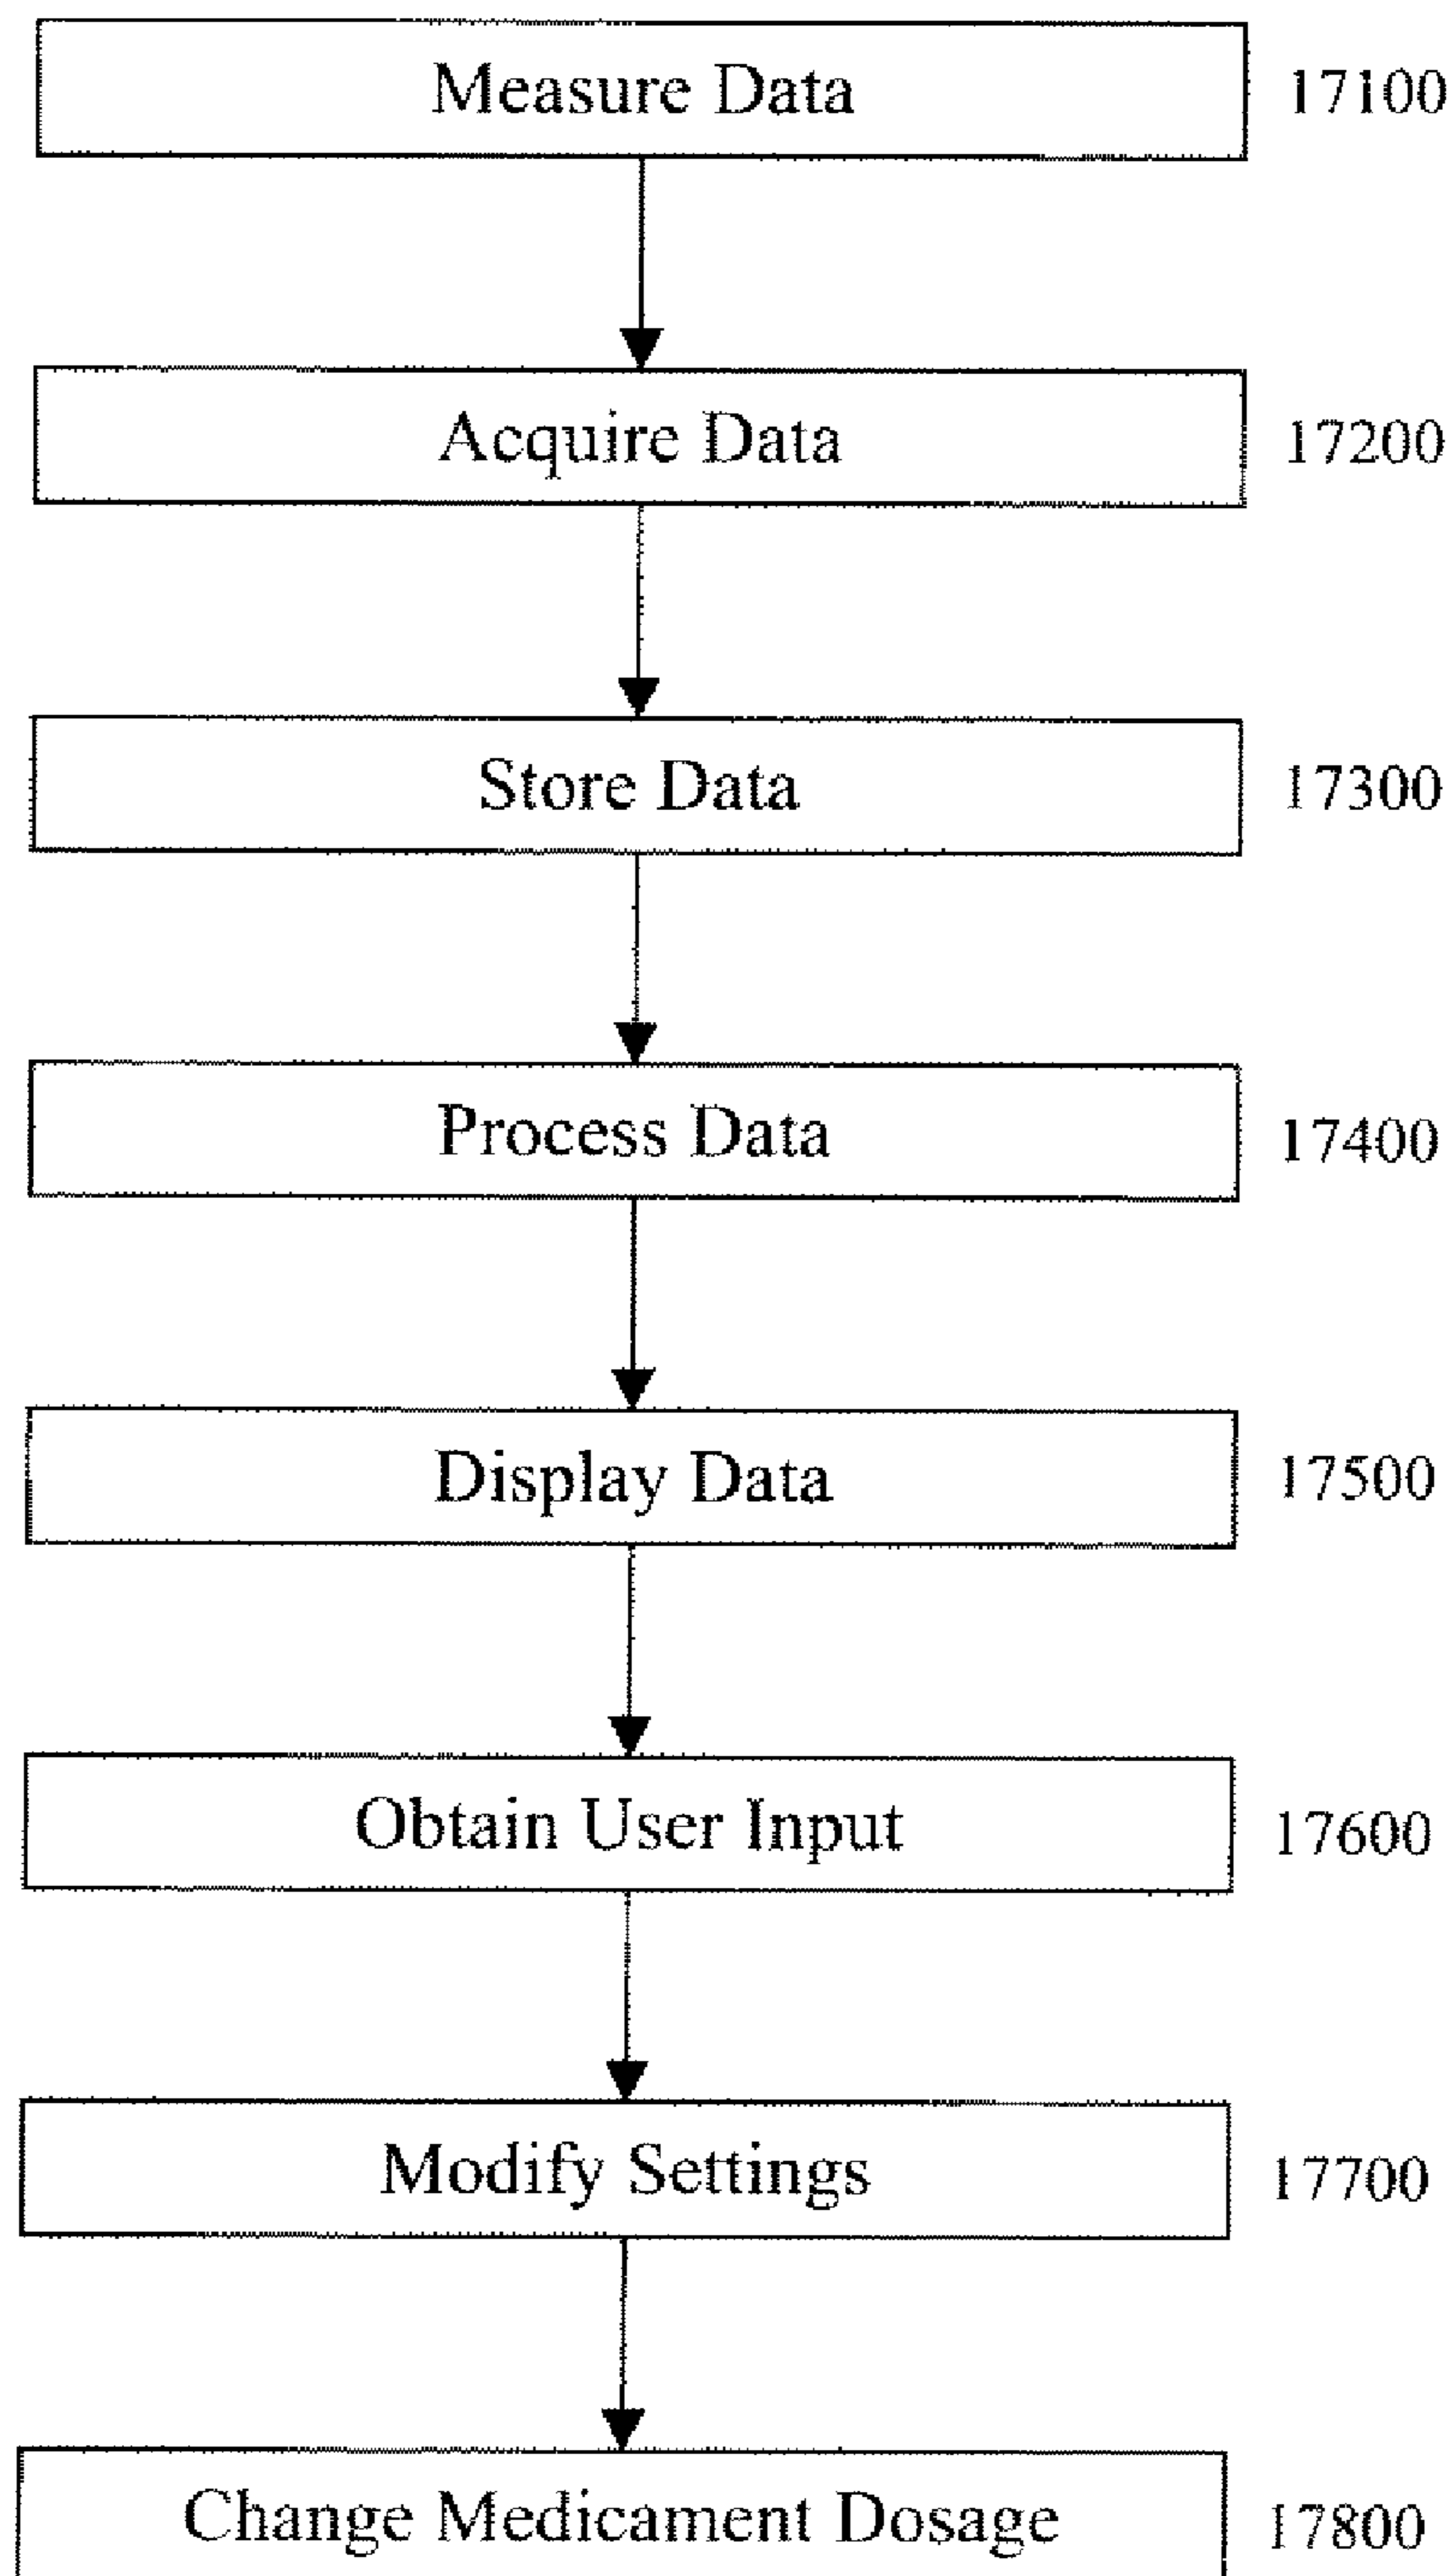 Measure Data 17100
Acquire Data 17200
Store Data 17300
Process Data 17400
Display Data 17500
Obtain User Input 17600
Modify Settings 17700
Change Medicament Dosage 17800